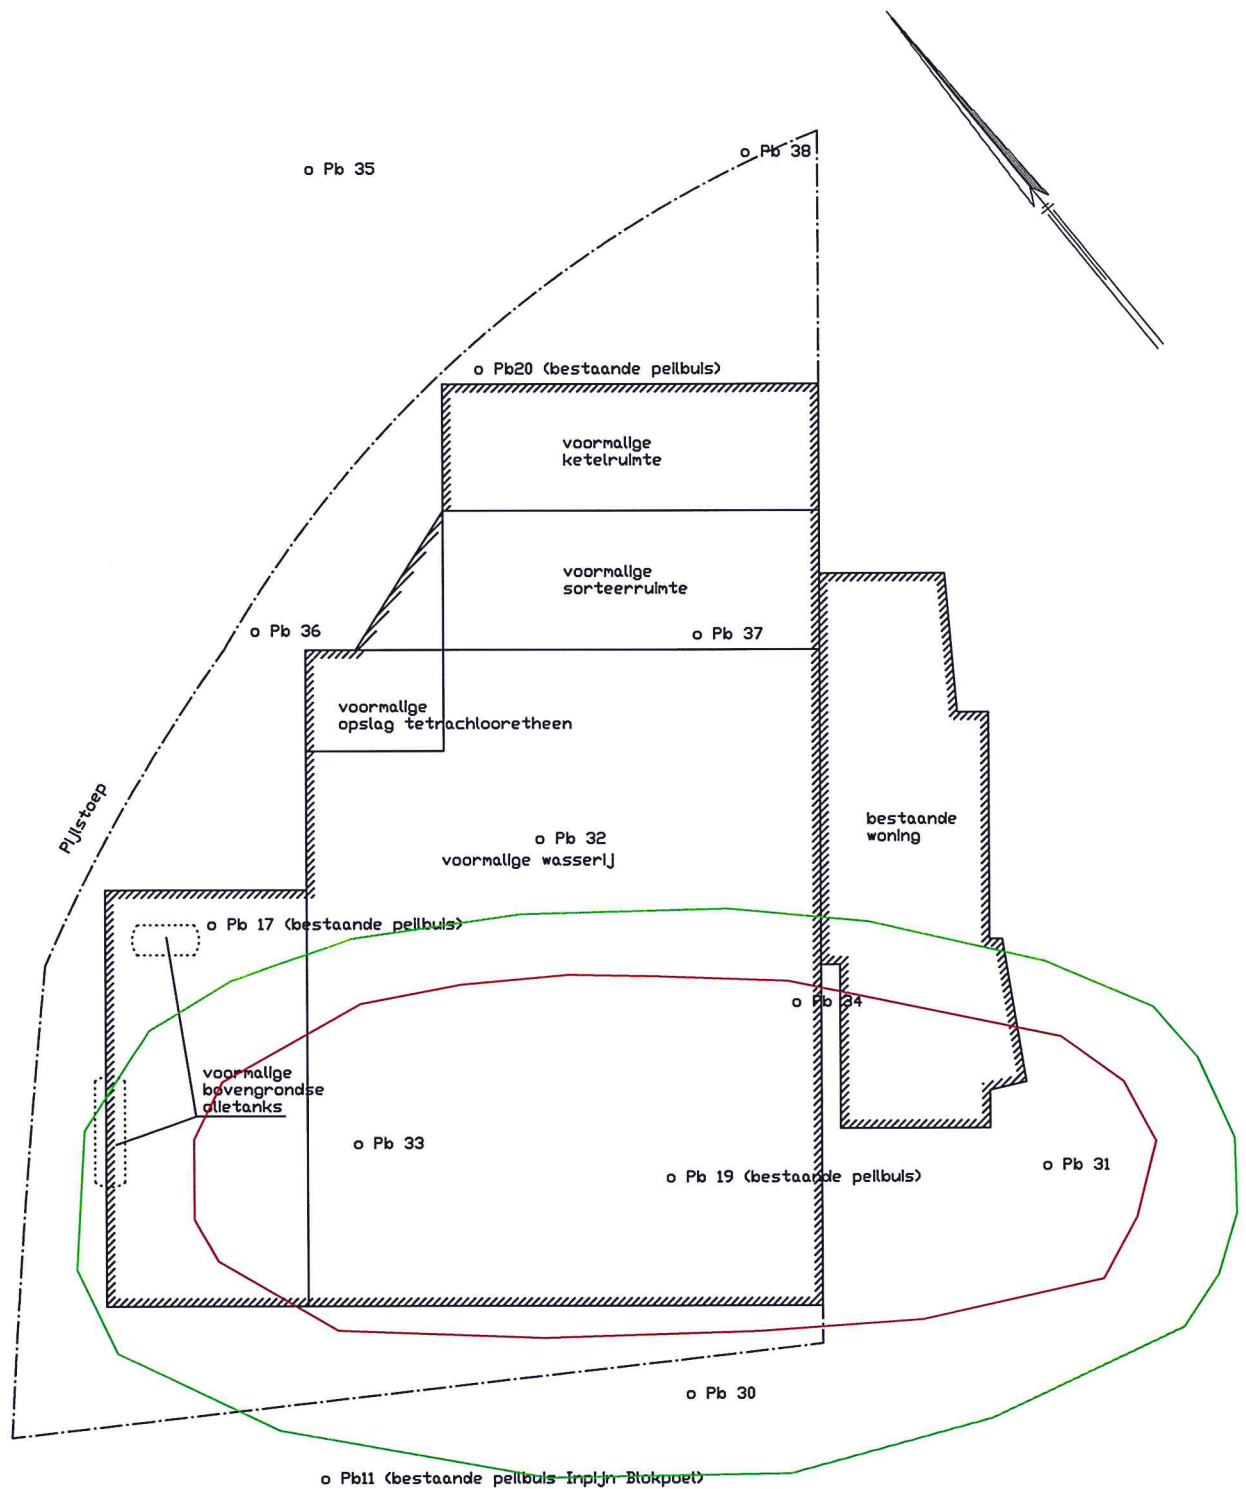 Pb 38
Pb 35
Pb20 (bestaande peilbuis)
voormalige
ketelruimte
voormalige
sorteerruimte
Pb 36
Pb 37
voormalige
opslag tetrachlooretheen
Pijlstoep
bestaande
woning
Pb 32
voormalige wasserij
Pb 17 (bestaande peilbuis)
Pb 34
voormalige
bovengrondse
olietanks
Pb 33
Pb 31
Pb 19 (bestaande peilbuis)
Pb 30
Pb11 (bestaande peilbuis Inpijn Blokpoel)